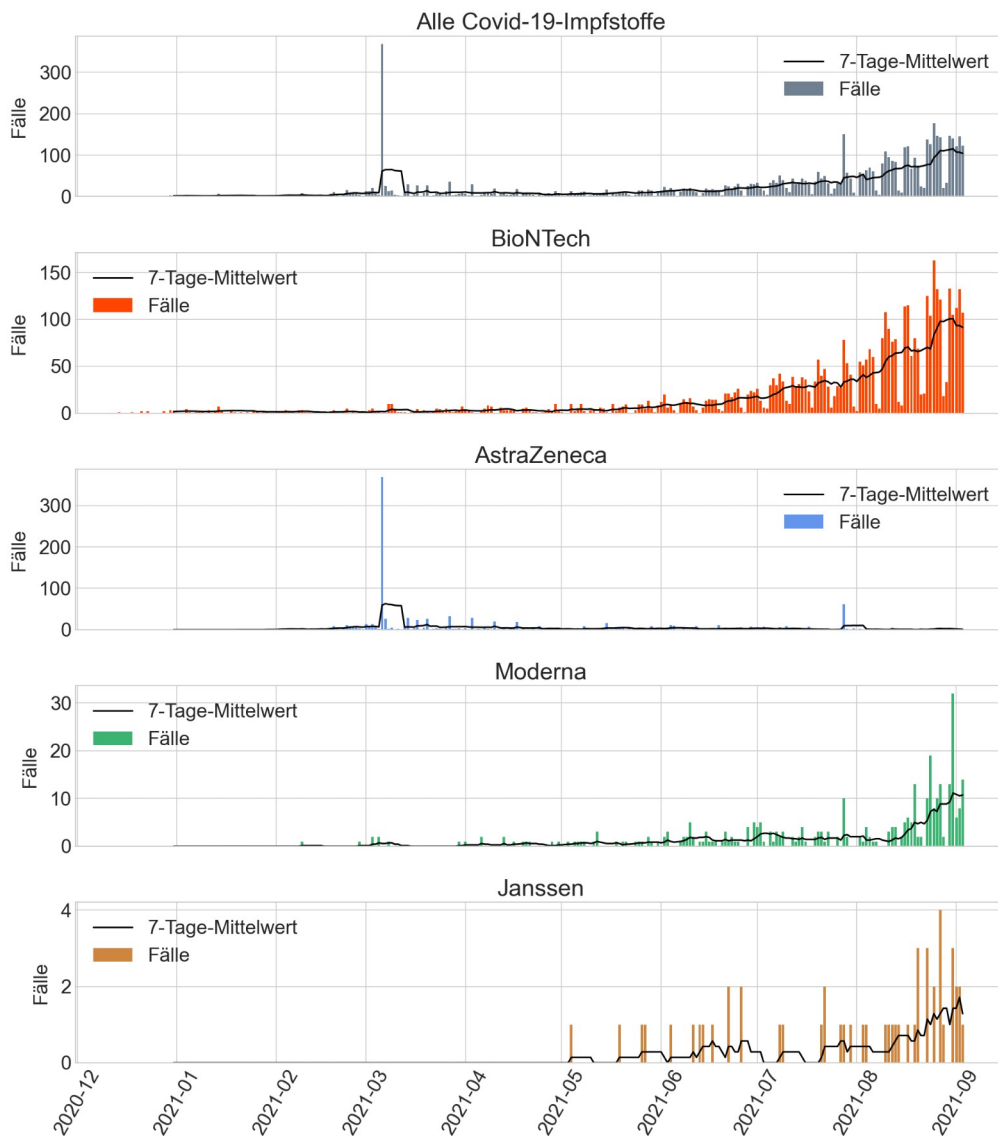 Alle Covid-19-Impfstoffe
Fälle
300
200
100
0
7-Tage-Mittelwert
Fälle
BioNTech
Fälle
150
100
50
0
7-Tage-Mittelwert
Fälle
AstraZeneca
Fälle
300
200
100
0
7-Tage-Mittelwert
Fälle
Moderna
Fälle
30
20
10
0
7-Tage-Mittelwert
Fälle
Janssen
Fälle
4
2
0
7-Tage-Mittelwert
Fälle
2020-12
2021-01
2021-02
2021-03
2021-04
2021-05
2021-06
2021-07
2021-08
2021-09